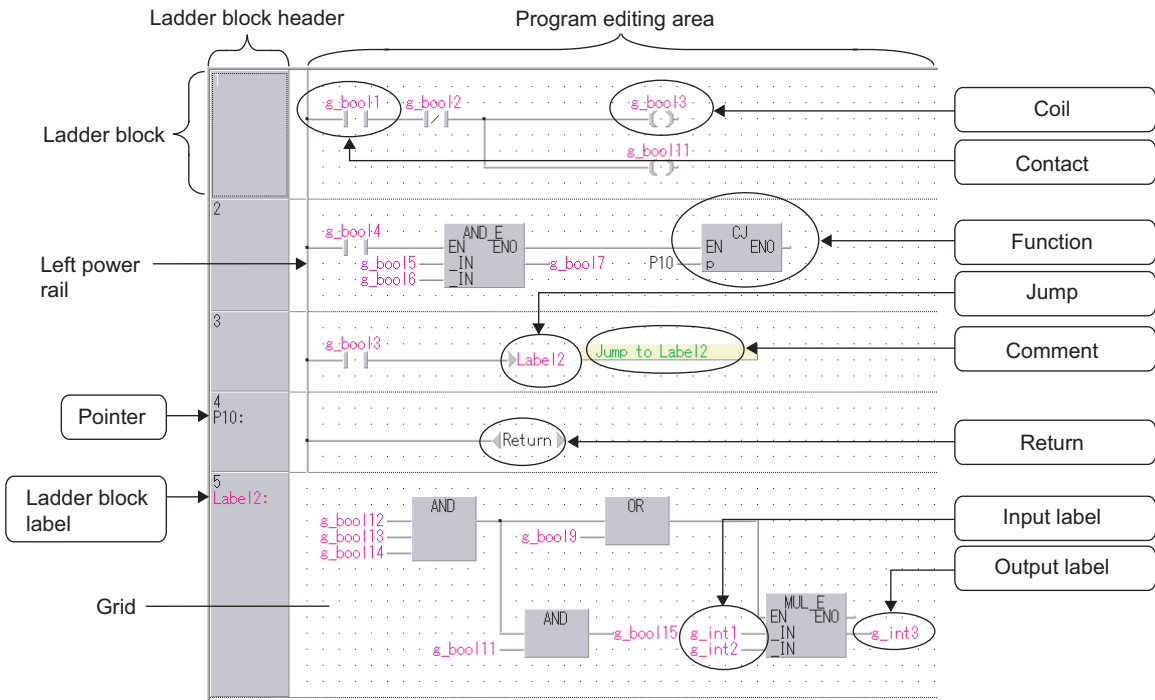 Ladder block header
Program editing area
1
g_bool1
g_bool2
g_bool3
Coil
Ladder block
g_bool11
Contact
2
g_bool4
AND_E
CJ
EN ENO
EN ENO
Function
Left power
rail
g_bool5
_IN
g_bool7
P10
p
g_bool6
_IN
Jump
3
g_bool3
Label2
Jump to Label2
Comment
4
P10:
Pointer
Return
Return
5
Label2:
Ladder block
label
AND
OR
g_bool12
g_bool13
g_bool14
g_bool9
Input label
Output label
Grid
AND
MUL_E
EN ENO
g_bool11
g_bool15
g_int1
_IN
g_int3
g_int2
_IN